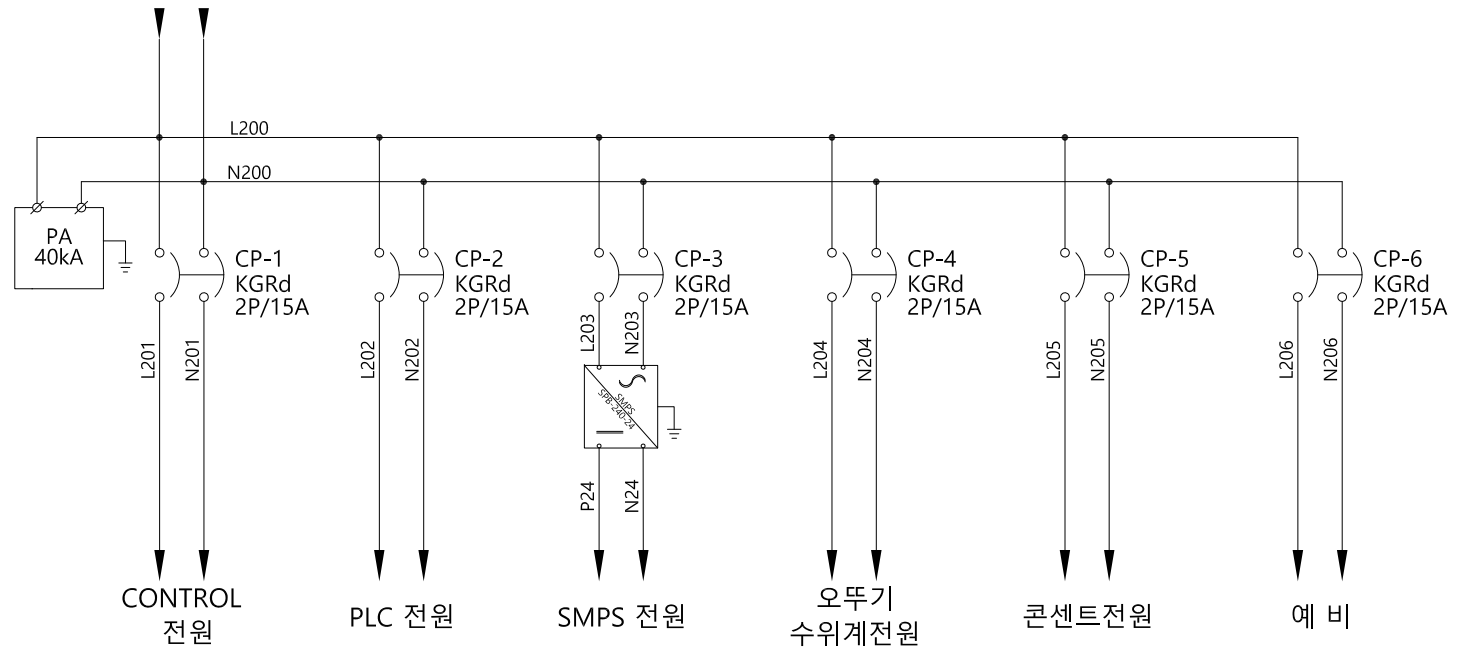 L200
N200
PA
40kA
CP-1
KGRd
2P/15A
CP-2
KGRd
2P/15A
CP-3
KGRd
2P/15A
CP-4
KGRd
2P/15A
CP-5
KGRd
2P/15A
CP-6
KGRd
2P/15A
L201
N201
L202
N202
L203
N203
L204
N204
L205
N205
L206
N206
SMPS
SPB-240-24
P24
N24
CONTROL
전원
PLC 전원
SMPS 전원
오뚜기
수위계전원
콘센트전원
예 비